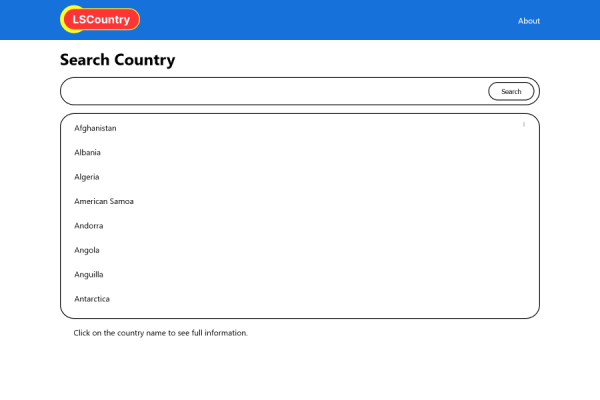 LSCountry
About
Search Country
Search
Afghanistan
Albania
Algeria
American Samoa
Andorra
Angola
Anguilla
Antarctica
Click on the country name to see full information.